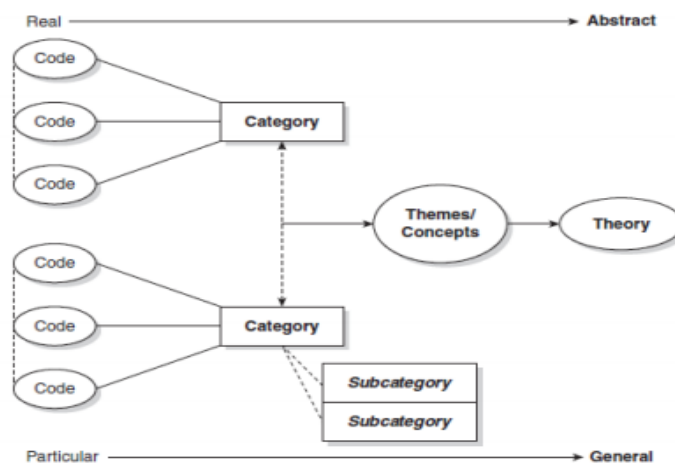 Real
Abstract
Code
Code
Category
Code
Themes/
Concepts
Theory
Code
Code
Category
Code
Subcategory
Subcategory
Particular
General